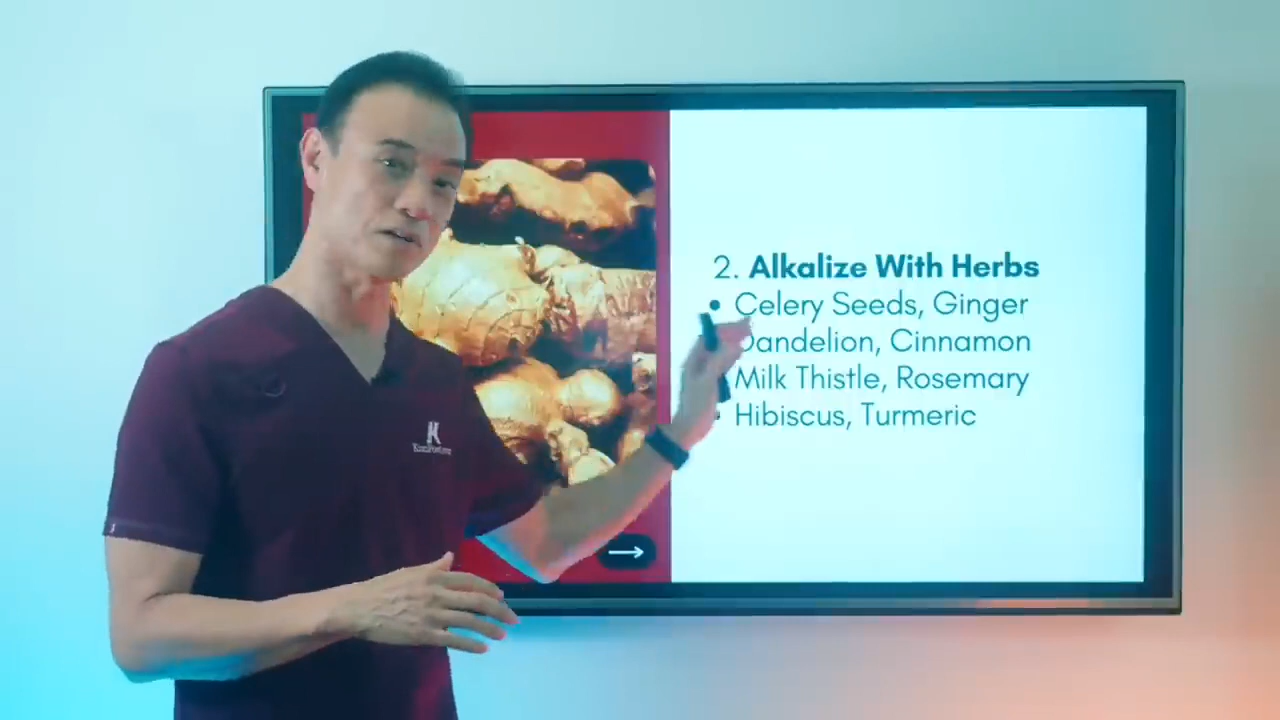 2. Alkalize With Herbs
• Celery Seeds, Ginger
Dandelion, Cinnamon
Milk Thistle, Rosemary
• Hibiscus, Turmeric
K